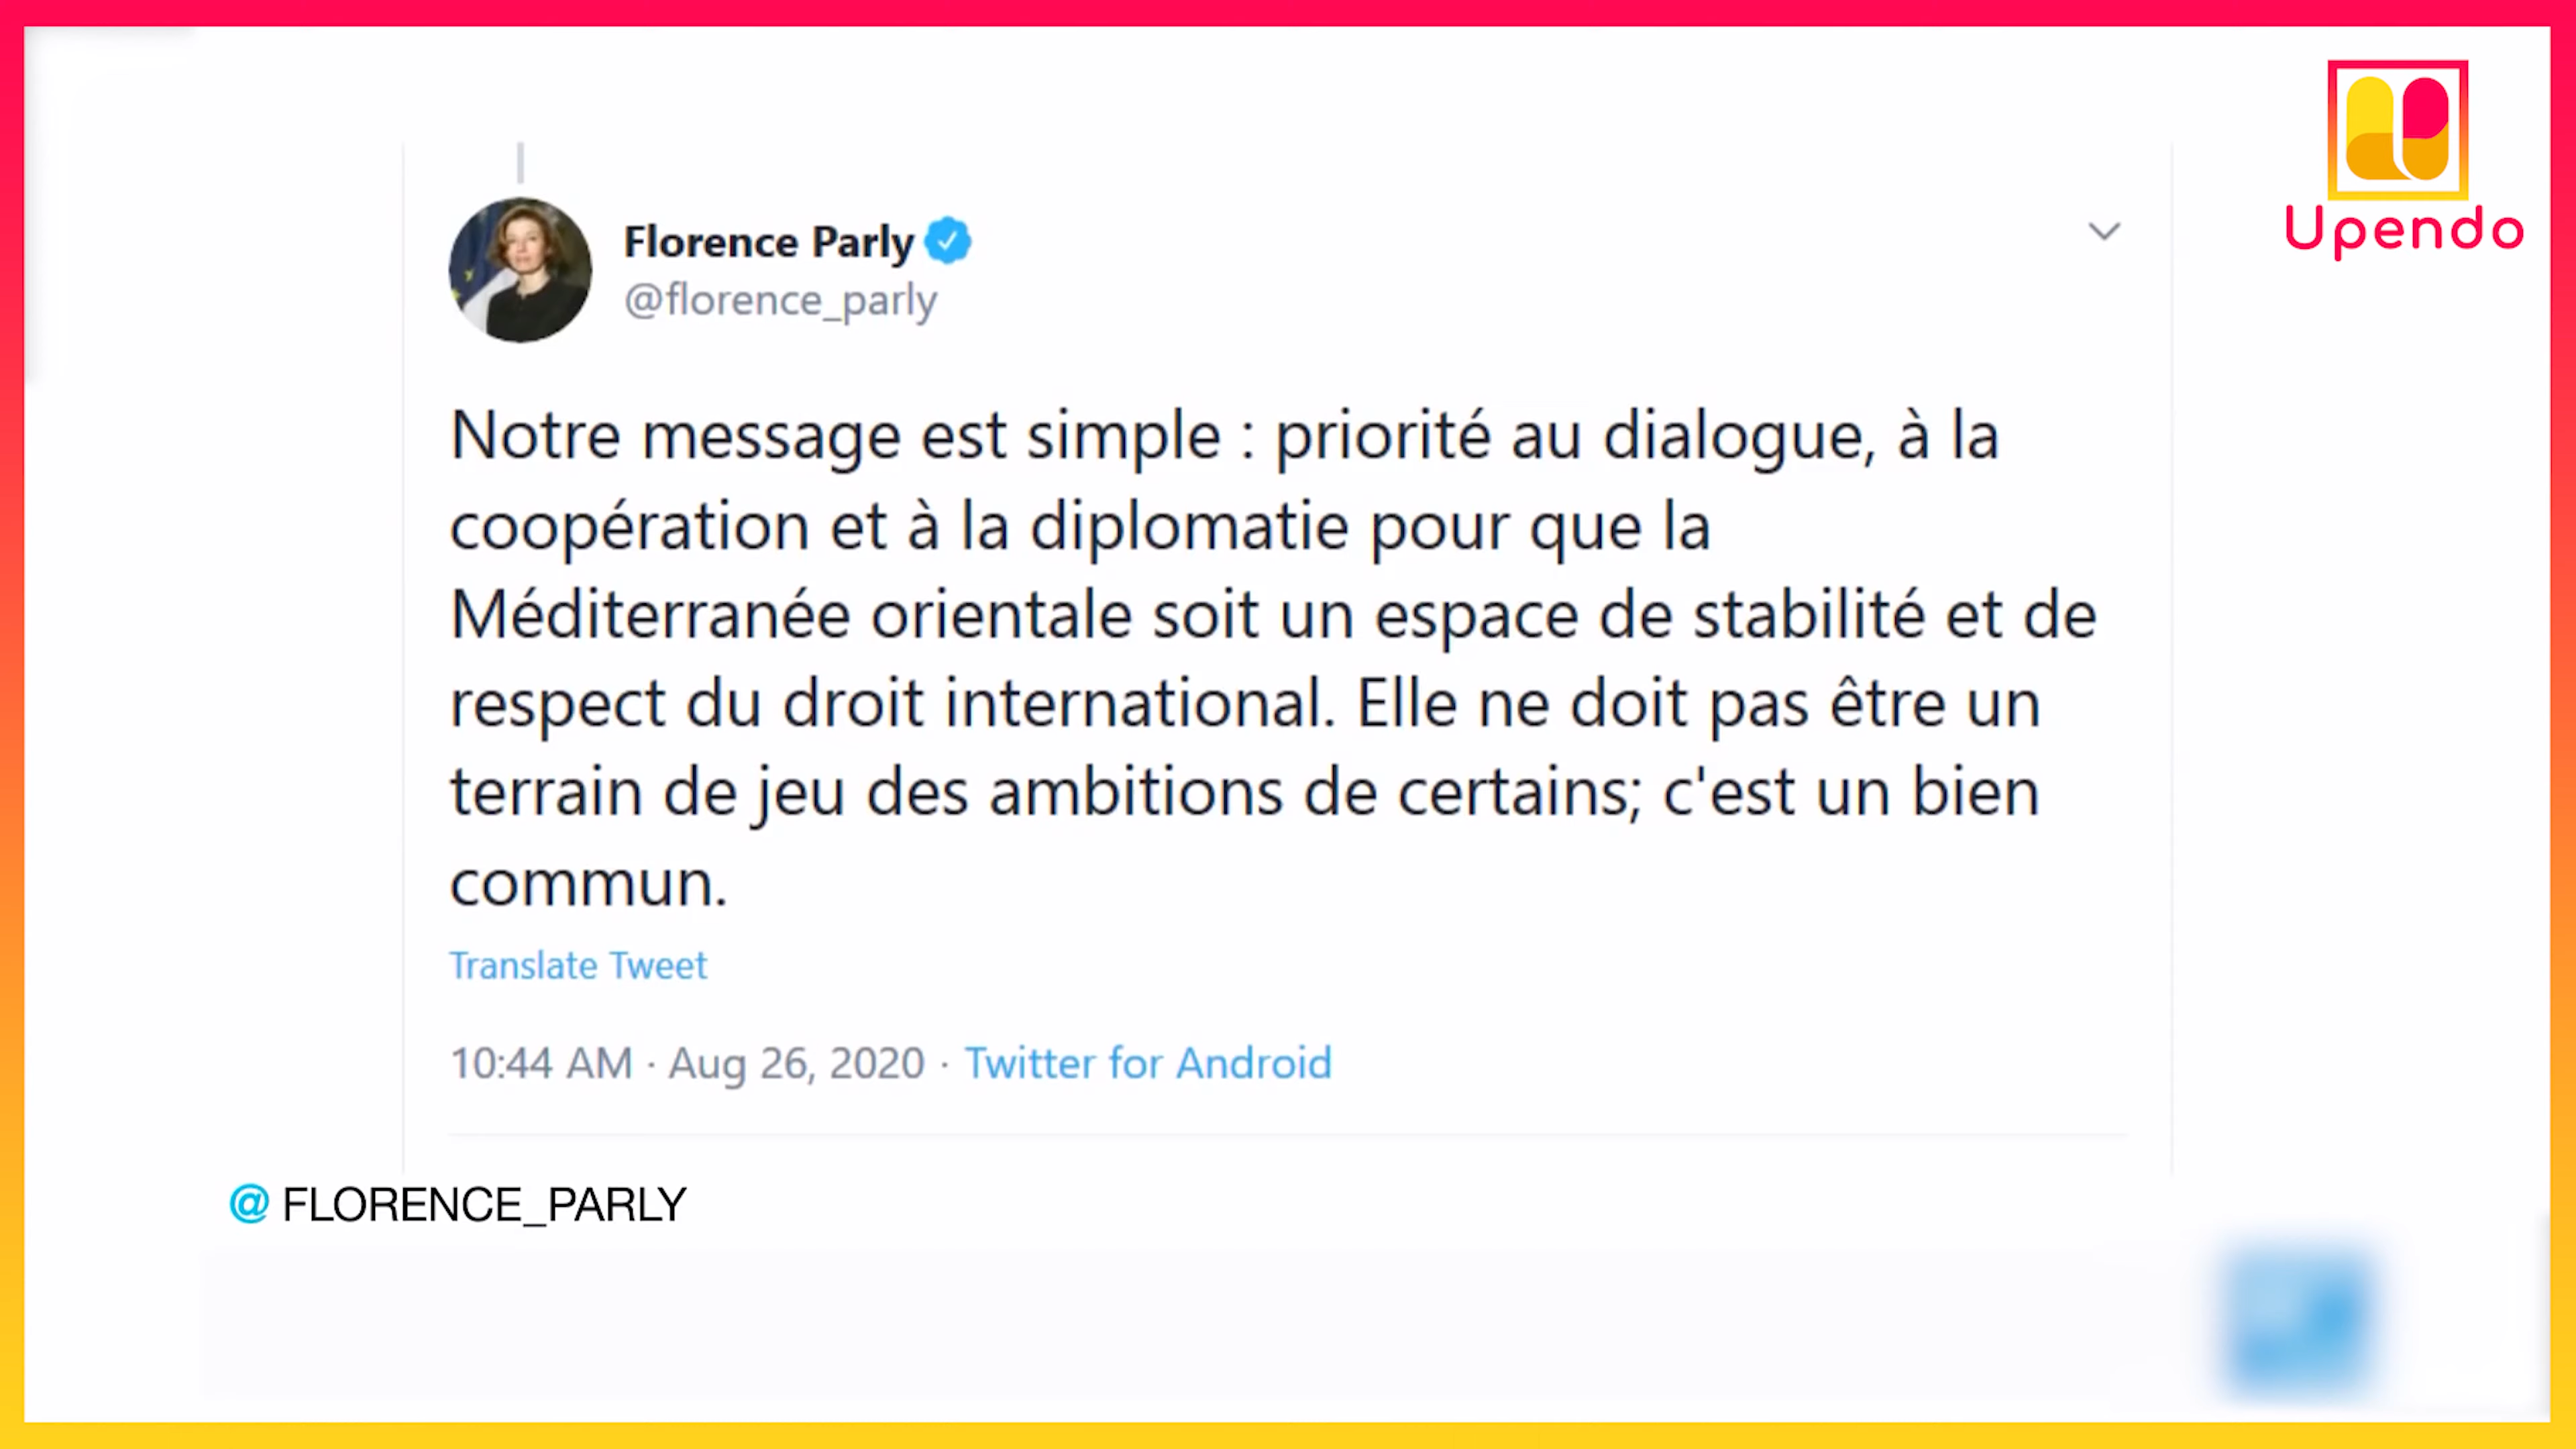 Upendo
Florence Parly
@florence_parly
Notre message est simple : priorité au dialogue, à la
coopération et à la diplomatie pour que la
Méditerranée orientale soit un espace de stabilité et de
respect du droit international. Elle ne doit pas être un
terrain de jeu des ambitions de certains; c'est un bien
commun.
Translate Tweet
10:44 AM · Aug 26, 2020 · Twitter for Android
@ FLORENCE_PARLY